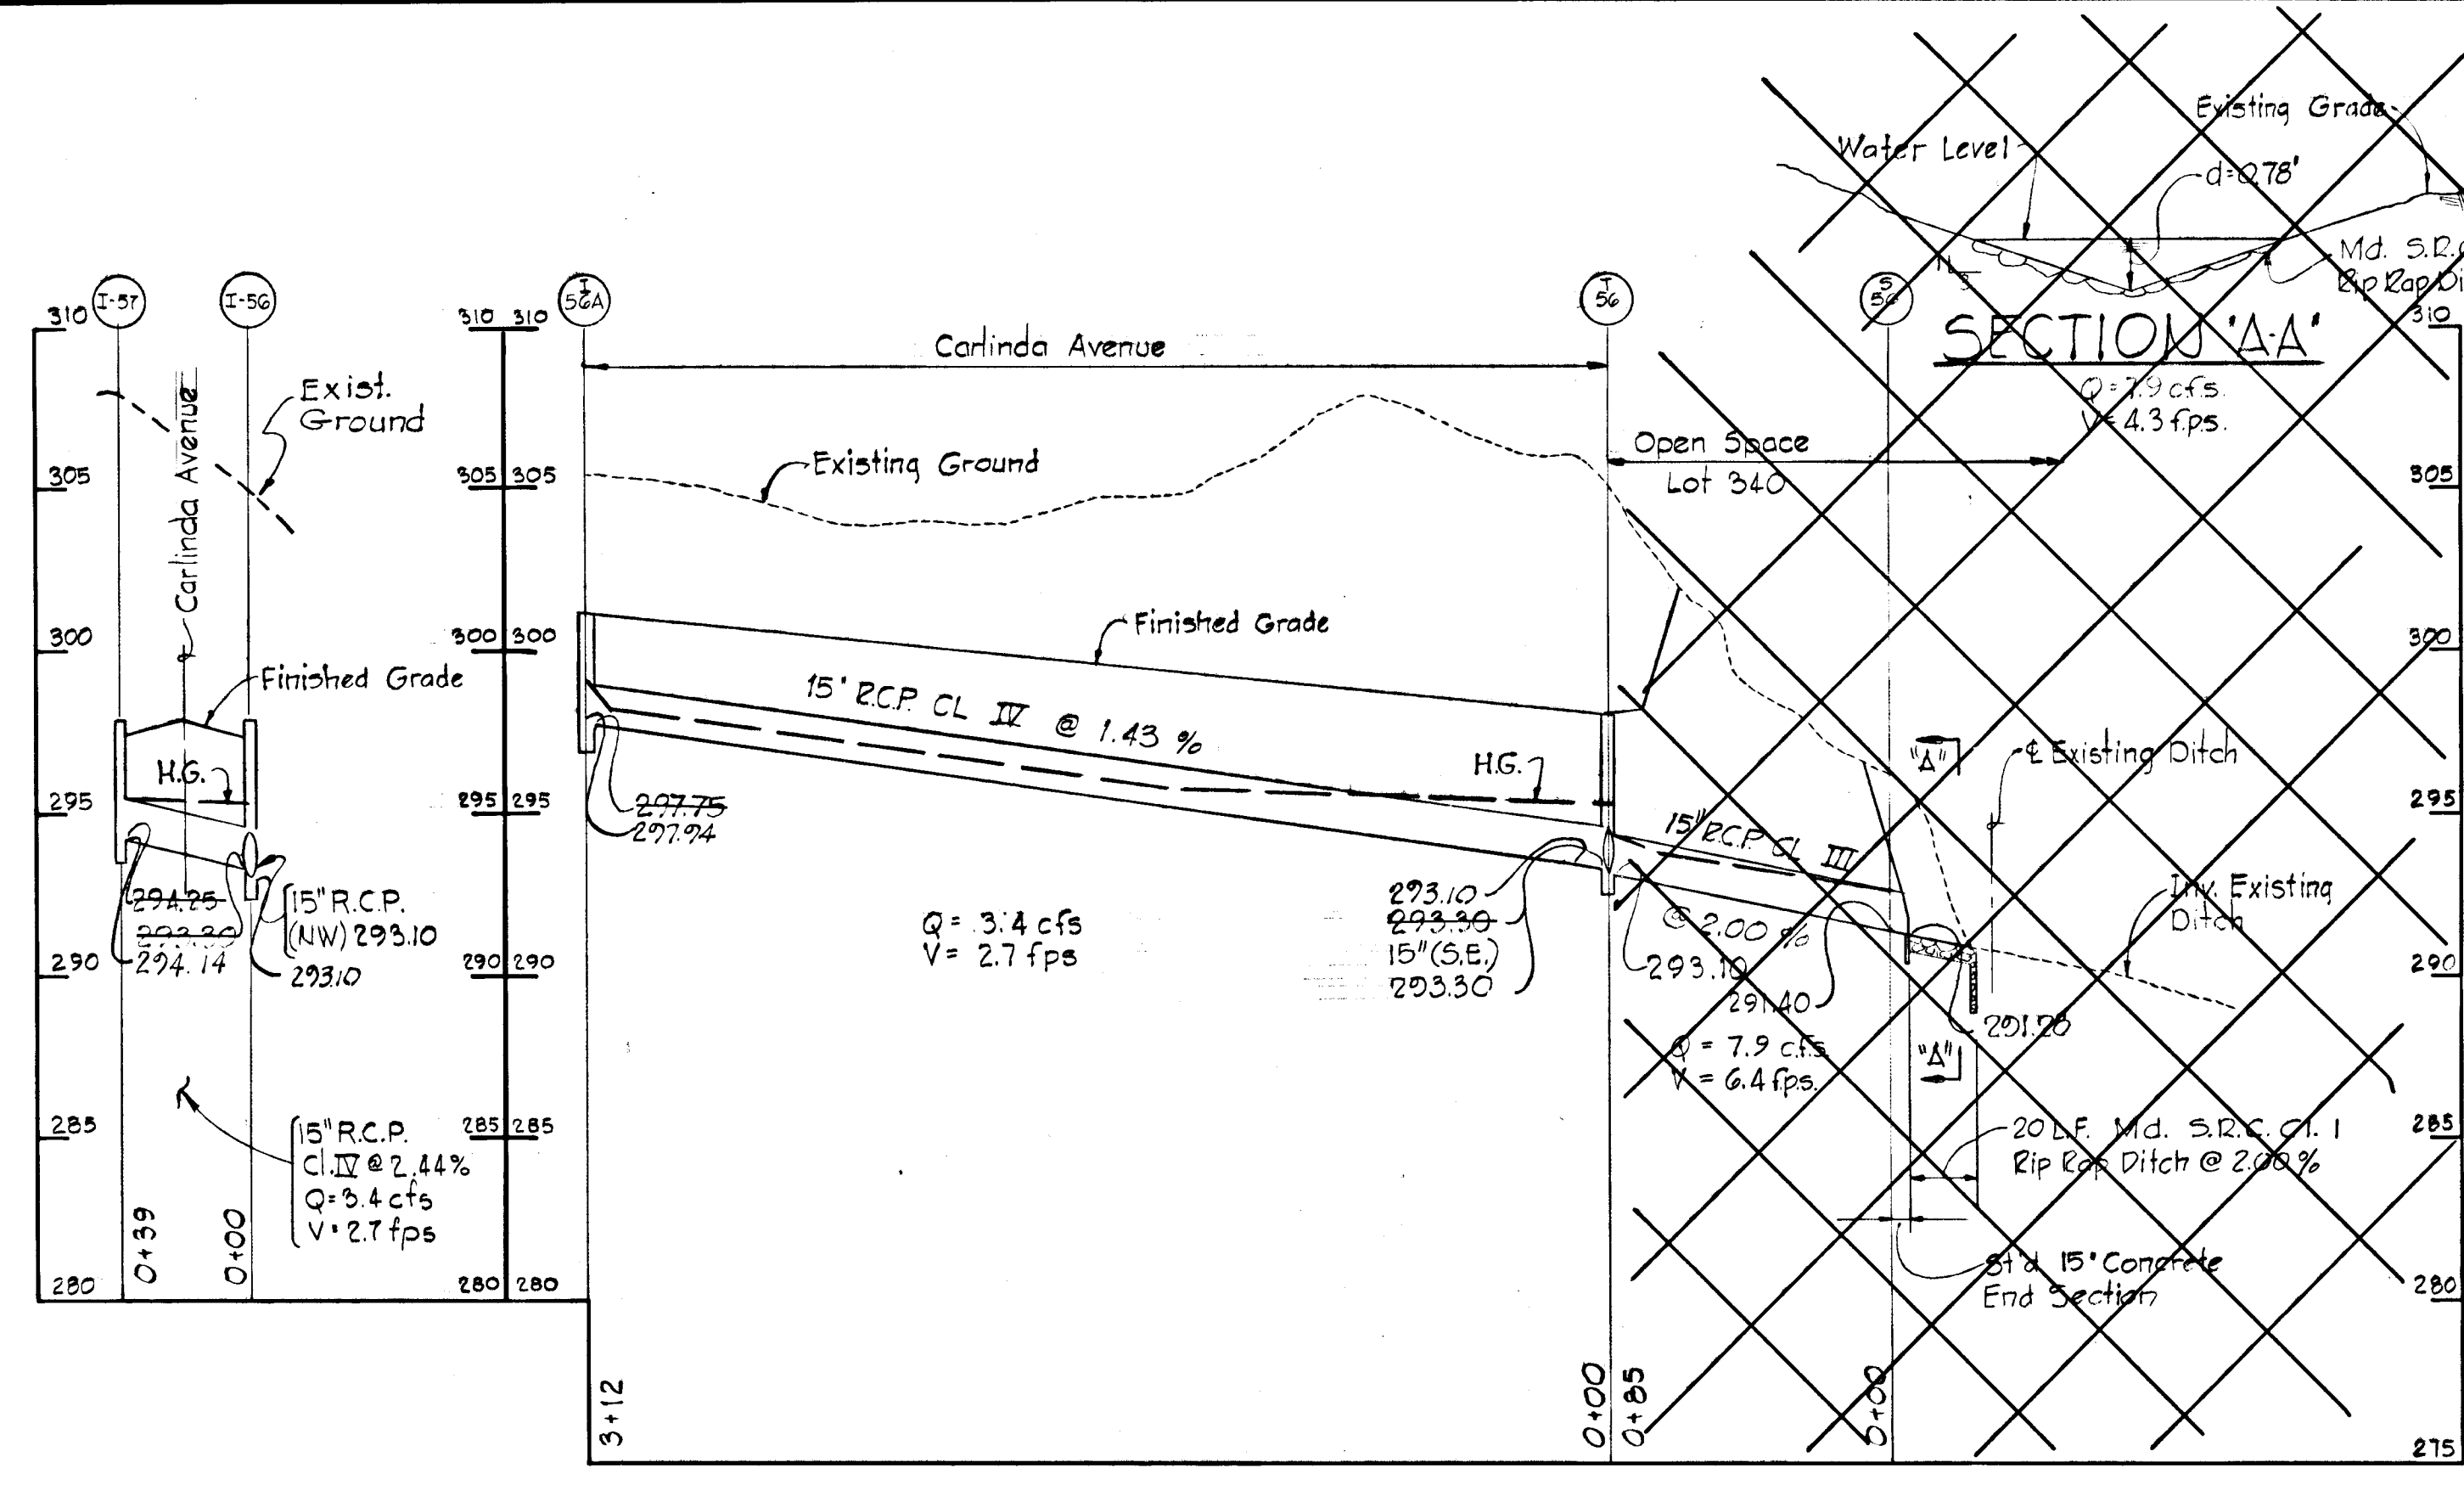 I-57
I-56
310
Exist.
Ground
Carlinda Avenue
305
300
Finished Grade
H.G.
295
294.25
293.30
294.14
15" R.C.P.
(NW) 293.10
293.10
290
285
15" R.C.P.
Cl. IV @ 2.44%
Q = 3.4 cfs
V = 2.7 fps
0+39
0+00
280
310 310
305 305
300 300
295 295
290 290
285 285
280 280
I
56A
Carlinda Avenue
Existing Ground
Finished Grade
15" R.C.P. CL IV @ 1.43 %
H.G.
297.75
297.94
Q = 3.4 cfs
V = 2.7 fps
293.10
293.30
15" (S.E.)
293.30
3+12
0+00
56
Open Space
Lot 340
15" R.C.P. CL III
@ 2.00 %
293.10
291.40
Q = 7.9 c.f.s.
V = 6.4 f.p.s.
0+85
0+00
S
56
Water Level
Existing Grade
d=0.78'
Md. S.R.
Rip Rap Di
SECTION "A-A"
Q = 7.9 c.f.s.
V = 4.3 f.p.s.
"A"
℄ Existing Ditch
Inv. Existing
Ditch
"A"
20 L.F. Md. S.R.C. Cl. 1
Rip Rap Ditch @ 2.00%
St'd 15" Concrete
End Section
310
305
300
295
290
285
280
275